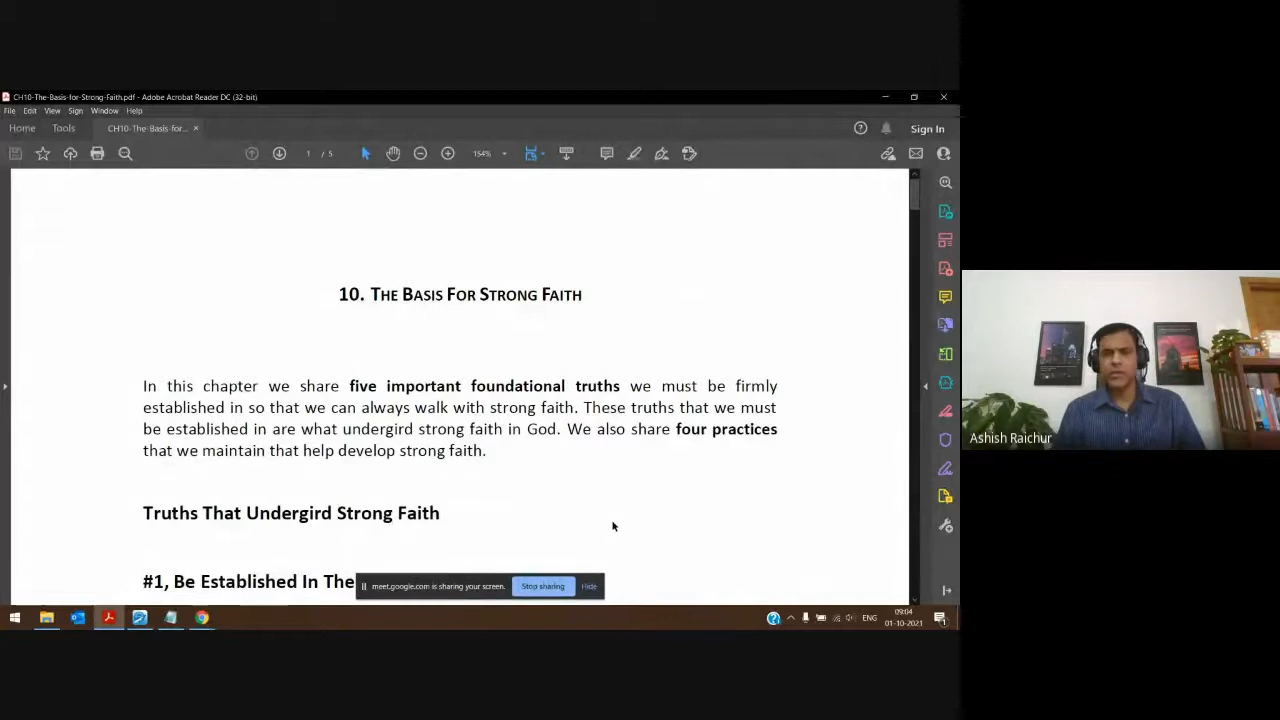 CH10-The-Basis-for-Strong-Faith.pdf - Adobe Acrobat Reader DC (32-bit)
File Edit View Sign Window Help
Home Tools CH10-The-Basis-for... × Sign In
1 / 5 154%
10. THE BASIS FOR STRONG FAITH
In this chapter we share five important foundational truths we must be firmly
established in so that we can always walk with strong faith. These truths that we must
be established in are what undergird strong faith in God. We also share four practices
that we maintain that help develop strong faith.
Truths That Undergird Strong Faith
#1, Be Established In The
meet.google.com is sharing your screen. Stop sharing Hide
Ashish Raichur
ENG 09:04
01-10-2021